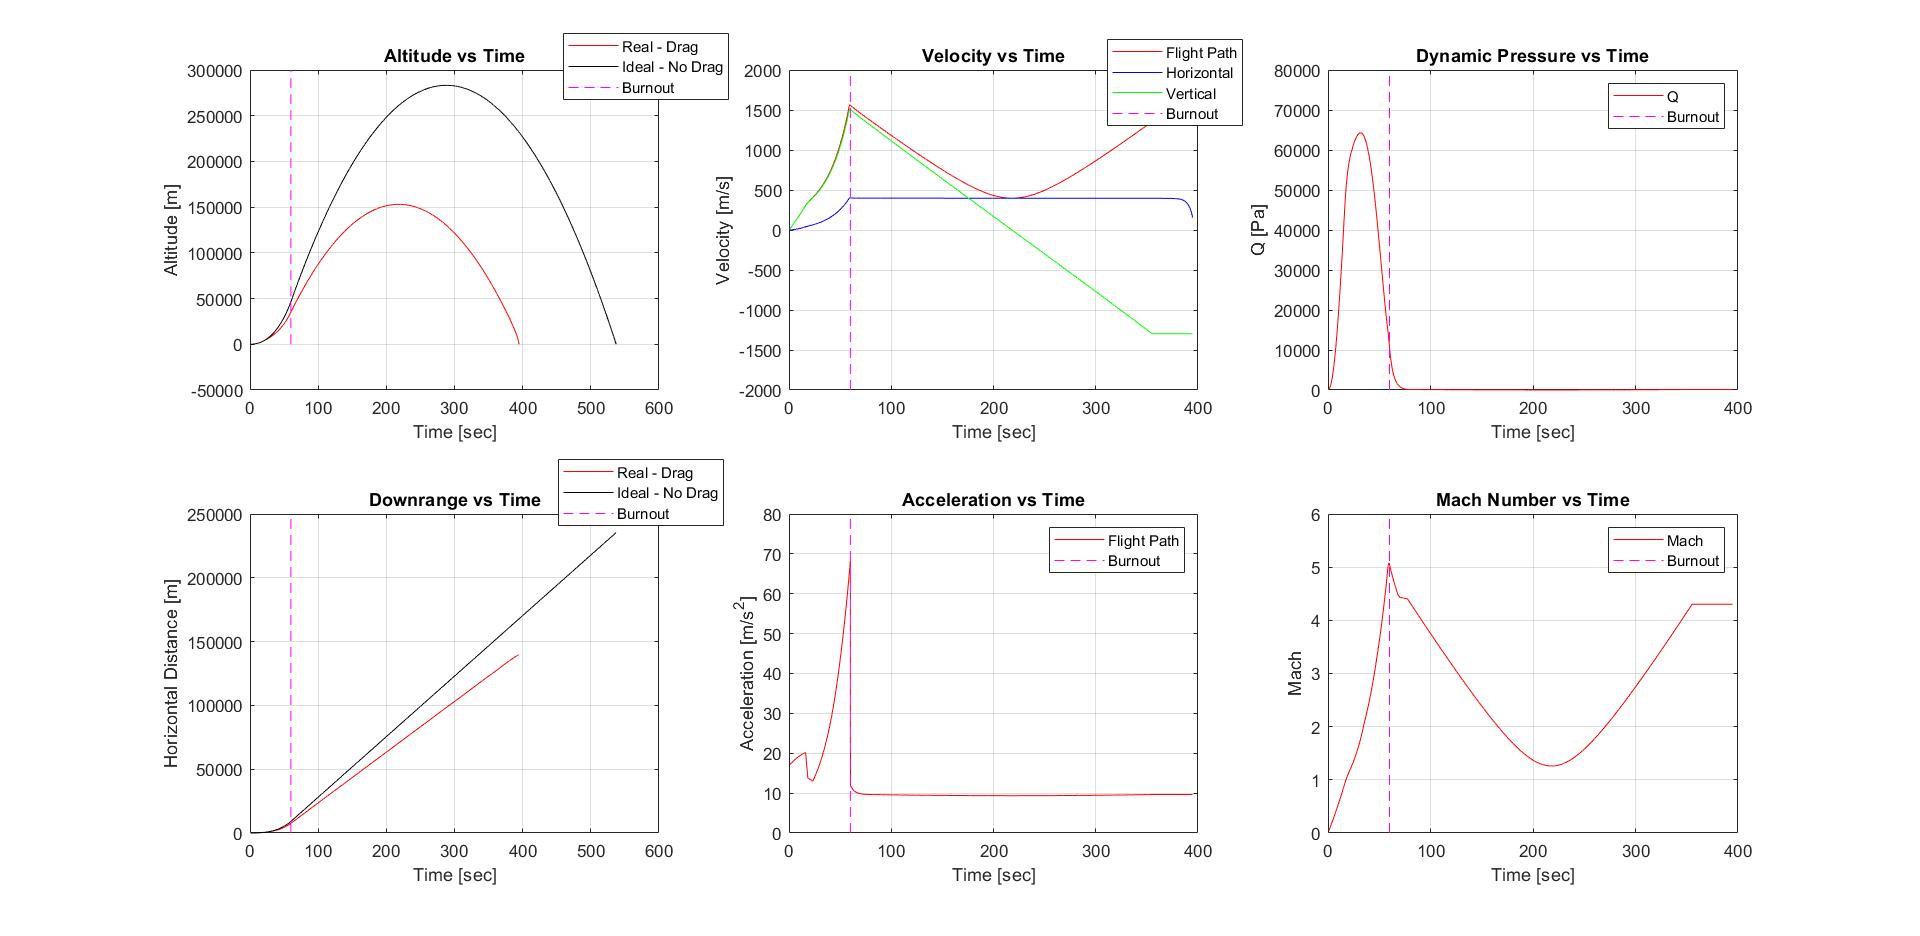 Altitude vs Time
Real - Drag
Ideal - No Drag
Burnout
300000
250000
200000
150000
100000
50000
0
-50000
Altitude [m]
0 100 200 300 400 500 600
Time [sec]
Velocity vs Time
Flight Path
Horizontal
Vertical
Burnout
2000
1500
1000
500
0
-500
-1000
-1500
-2000
Velocity [m/s]
0 100 200 300 400
Time [sec]
Dynamic Pressure vs Time
Q
Burnout
80000
70000
60000
50000
40000
30000
20000
10000
0
Q [Pa]
0 100 200 300 400
Time [sec]
Downrange vs Time
Real - Drag
Ideal - No Drag
Burnout
250000
200000
150000
100000
50000
0
Horizontal Distance [m]
0 100 200 300 400 500 600
Time [sec]
Acceleration vs Time
Flight Path
Burnout
80
70
60
50
40
30
20
10
0
Acceleration [m/s²]
0 100 200 300 400
Time [sec]
Mach Number vs Time
Mach
Burnout
6
5
4
3
2
1
0
Mach
0 100 200 300 400
Time [sec]